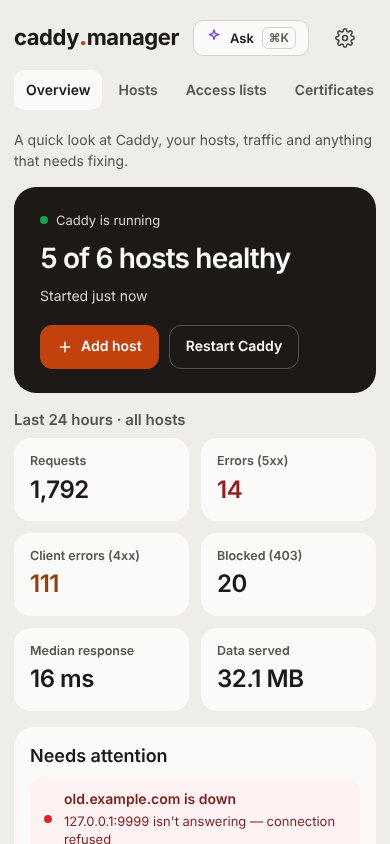 caddy.manager
Ask ⌘K
Overview Hosts Access lists Certificates
A quick look at Caddy, your hosts, traffic and anything
that needs fixing.
Caddy is running
5 of 6 hosts healthy
Started just now
+ Add host Restart Caddy
Last 24 hours · all hosts
Requests
1,792
Errors (5xx)
14
Client errors (4xx)
111
Blocked (403)
20
Median response
16 ms
Data served
32.1 MB
Needs attention
old.example.com is down
127.0.0.1:9999 isn't answering — connection
refused